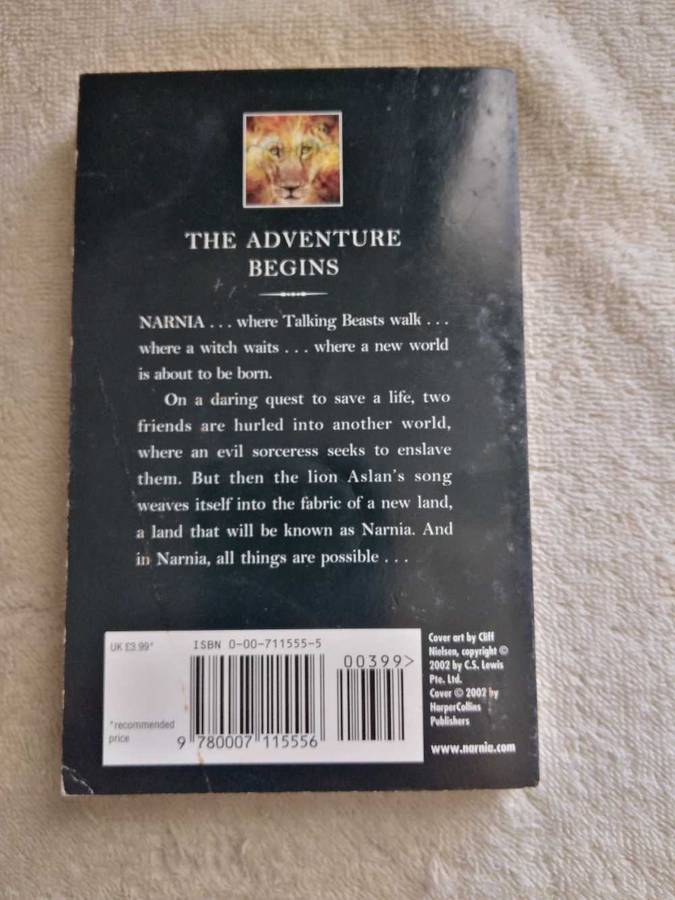 THE ADVENTURE
BEGINS
NARNIA . . . where Talking Beasts walk . . .
where a witch waits . . . where a new world
is about to be born.
On a daring quest to save a life, two
friends are hurled into another world,
where an evil sorceress seeks to enslave
them. But then the lion Aslan's song
weaves itself into the fabric of a new land,
a land that will be known as Narnia. And
in Narnia, all things are possible . . .
UK £3.99*
*recommended
price
ISBN 0-00-711555-5
00399>
9 780007 115556
Cover art by Cliff
Nielsen, copyright ©
2002 by C.S. Lewis
Pte. Ltd.
Cover © 2002 by
HarperCollins
Publishers
www.narnia.com